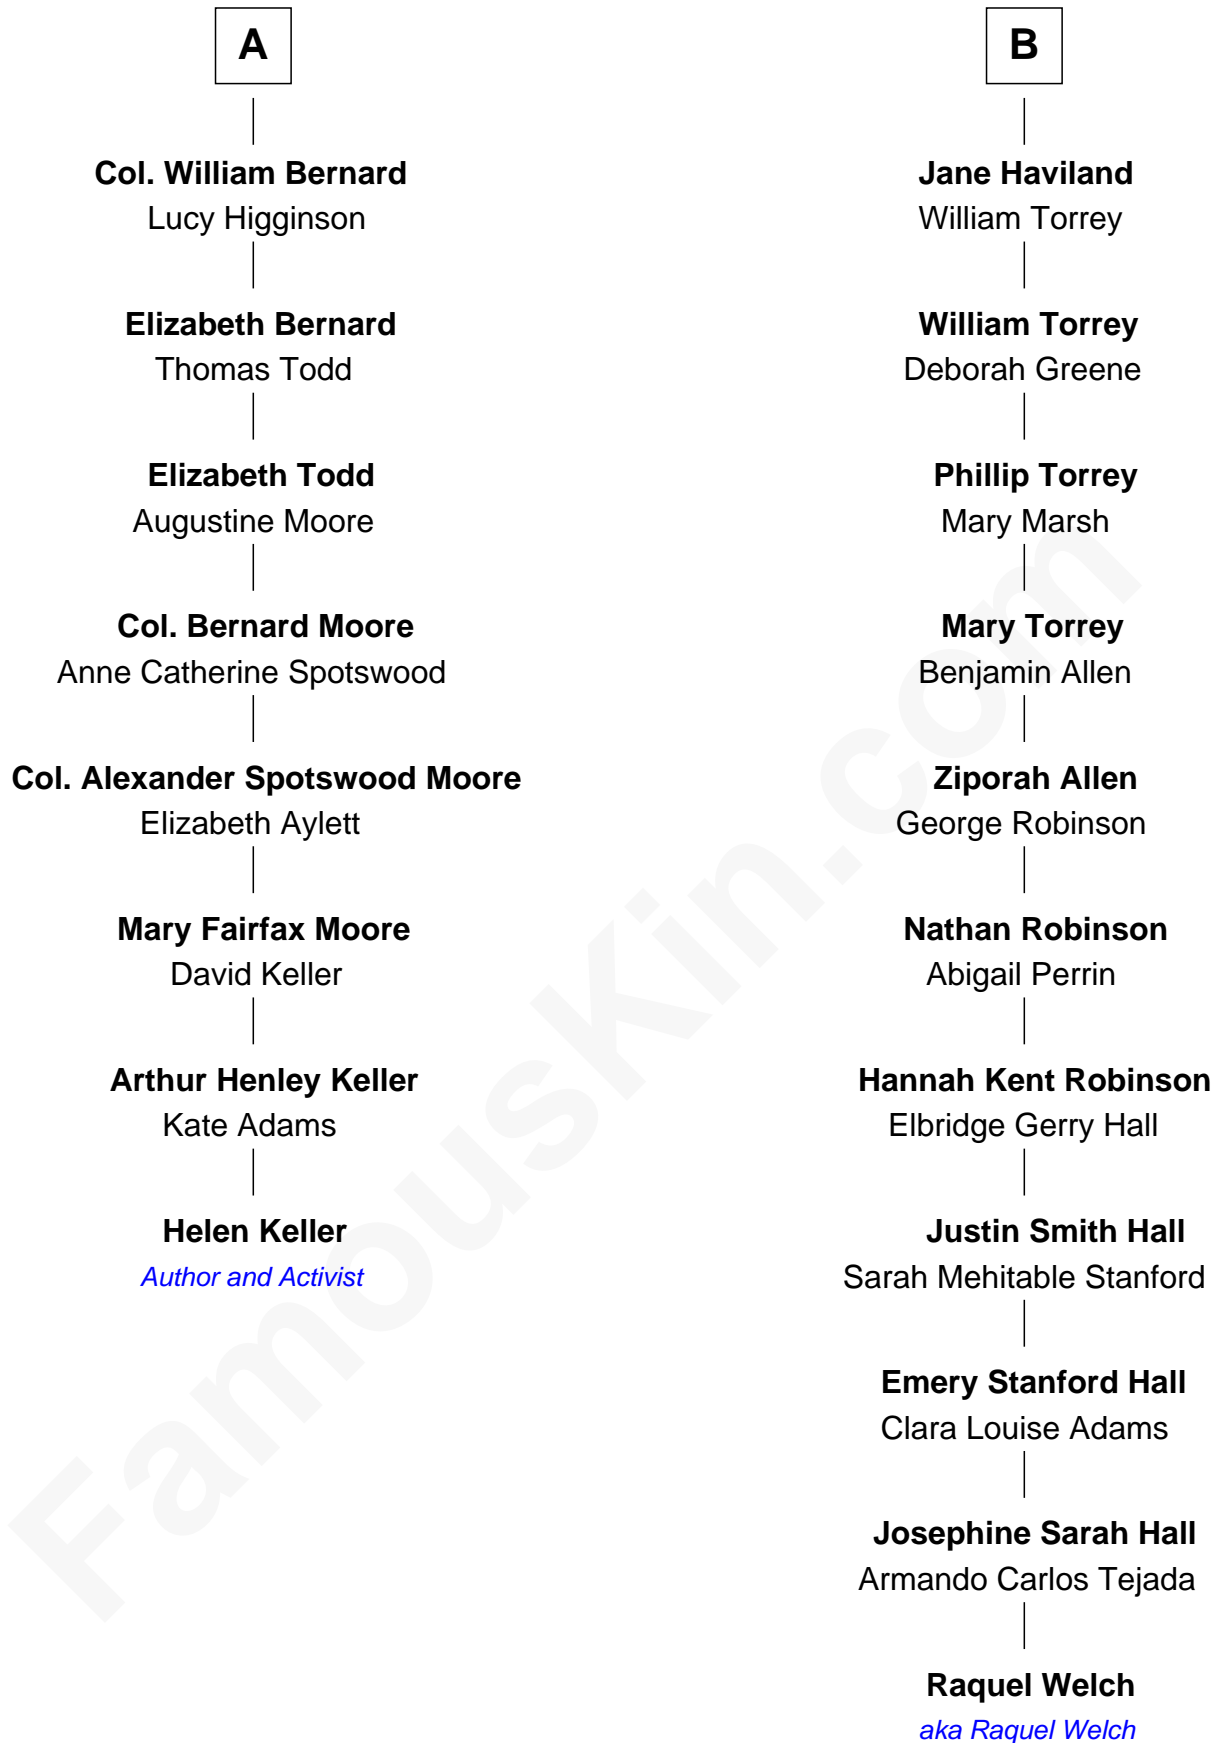 A
Col. William Bernard
Lucy Higginson
Elizabeth Bernard
Thomas Todd
Elizabeth Todd
Augustine Moore
Col. Bernard Moore
Anne Catherine Spotswood
Col. Alexander Spotswood Moore
Elizabeth Aylett
Mary Fairfax Moore
David Keller
Arthur Henley Keller
Kate Adams
Helen Keller
Author and Activist
B
Jane Haviland
William Torrey
William Torrey
Deborah Greene
Phillip Torrey
Mary Marsh
Mary Torrey
Benjamin Allen
Ziporah Allen
George Robinson
Nathan Robinson
Abigail Perrin
Hannah Kent Robinson
Elbridge Gerry Hall
Justin Smith Hall
Sarah Mehitable Stanford
Emery Stanford Hall
Clara Louise Adams
Josephine Sarah Hall
Armando Carlos Tejada
Raquel Welch
aka Raquel Welch
FamousKin.com